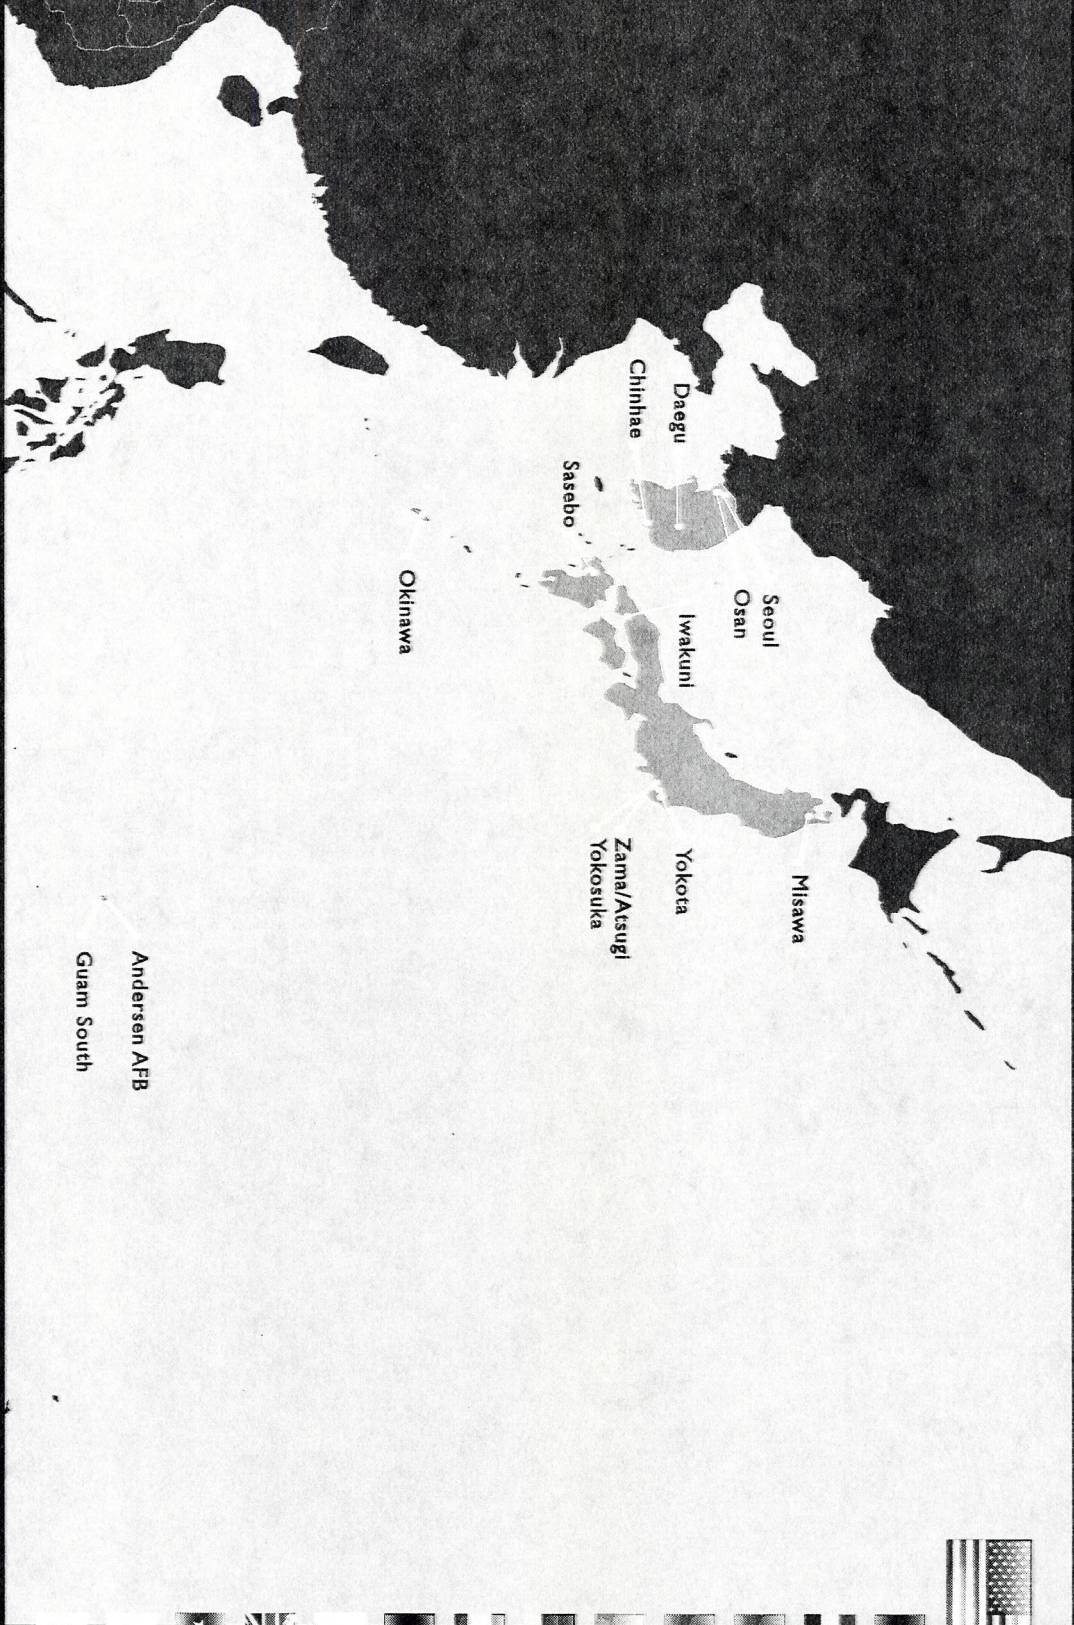 Seoul
Osan
Daegu
Chinhae
Misawa
Iwakuni
Yokota
Sasebo
Zama/Atsugi
Yokosuka
Okinawa
Andersen AFB
Guam South